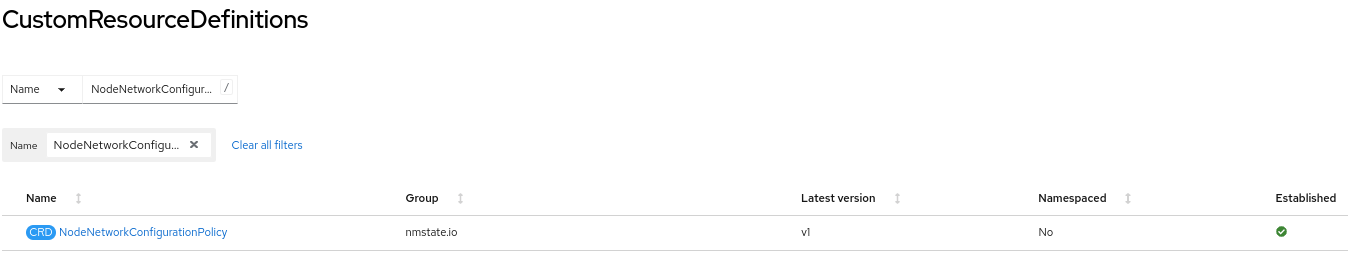 CustomResourceDefinitions
Name NodeNetworkConfigur... /
Name NodeNetworkConfigu... ✕ Clear all filters
Name Group Latest version Namespaced Established
CRD NodeNetworkConfigurationPolicy nmstate.io v1 No